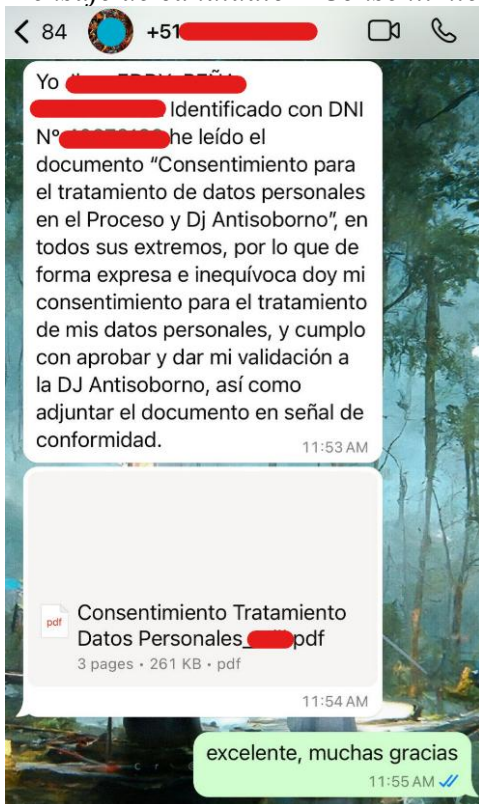 84 +51
Yo
Identificado con DNI
N° he leído el
documento “Consentimiento para
el tratamiento de datos personales
en el Proceso y Dj Antisoborno”, en
todos sus extremos, por lo que de
forma expresa e inequívoca doy mi
consentimiento para el tratamiento
de mis datos personales, y cumplo
con aprobar y dar mi validación a
la DJ Antisoborno, así como
adjuntar el documento en señal de
conformidad.
11:53 AM
pdf
Consentimiento Tratamiento
Datos Personales_ pdf
3 pages • 261 KB • pdf
11:54 AM
excelente, muchas gracias
11:55 AM